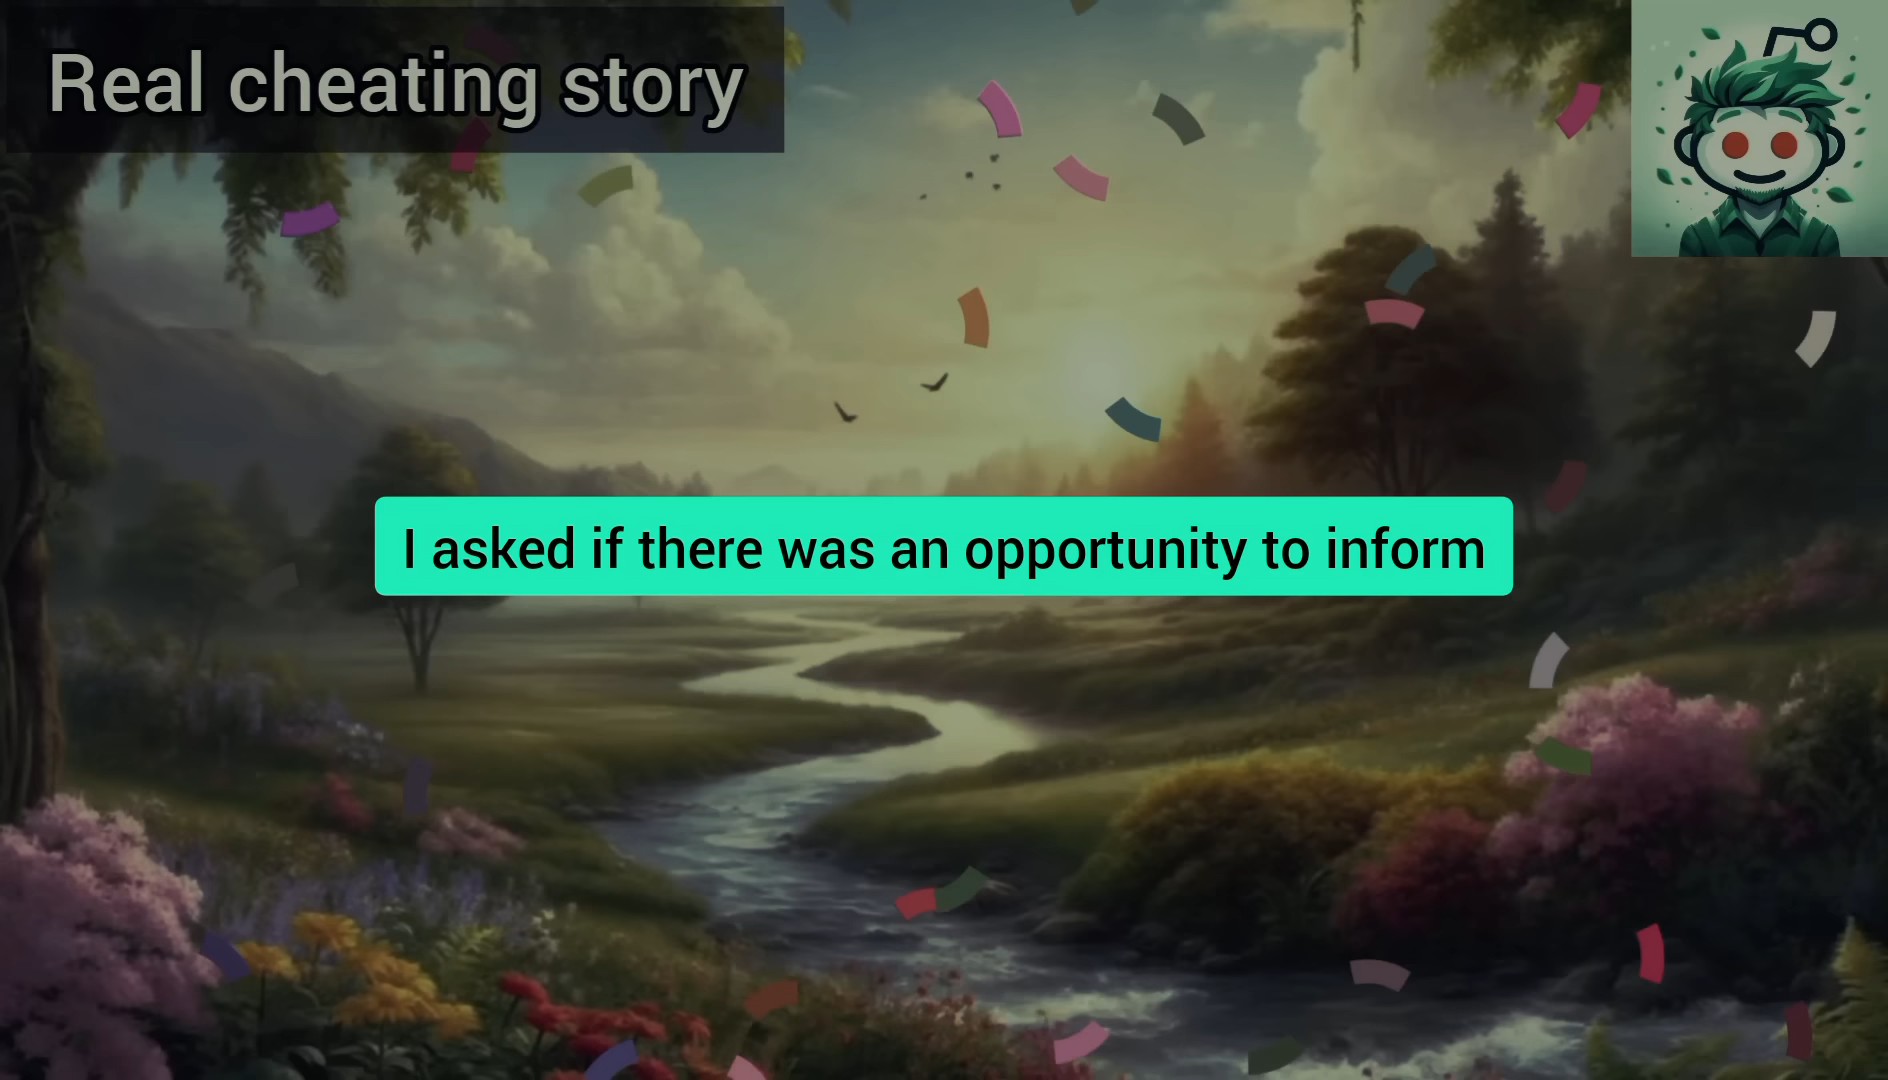 Real cheating story
I asked if there was an opportunity to inform